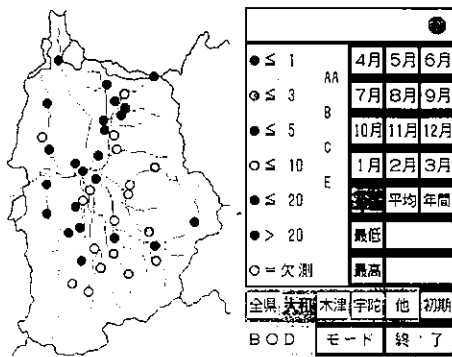 ● ≤ 1
AA
4月 5月 6月
● ≤ 3
7月 8月 9月
B
● ≤ 5
10月 11月 12月
C
○ ≤ 10
1月 2月 3月
E
● ≤ 20
平均 年間
● > 20
最低
○ = 欠測
最高
全県 大和 木津 宇陀 他 初期
BOD モード 終了